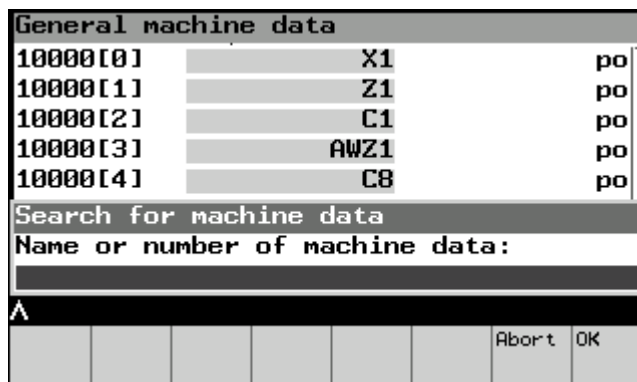 General machine data
10000[0] X1 po
10000[1] Z1 po
10000[2] C1 po
10000[3] AWZ1 po
10000[4] C8 po
Search for machine data
Name or number of machine data:
Abort OK